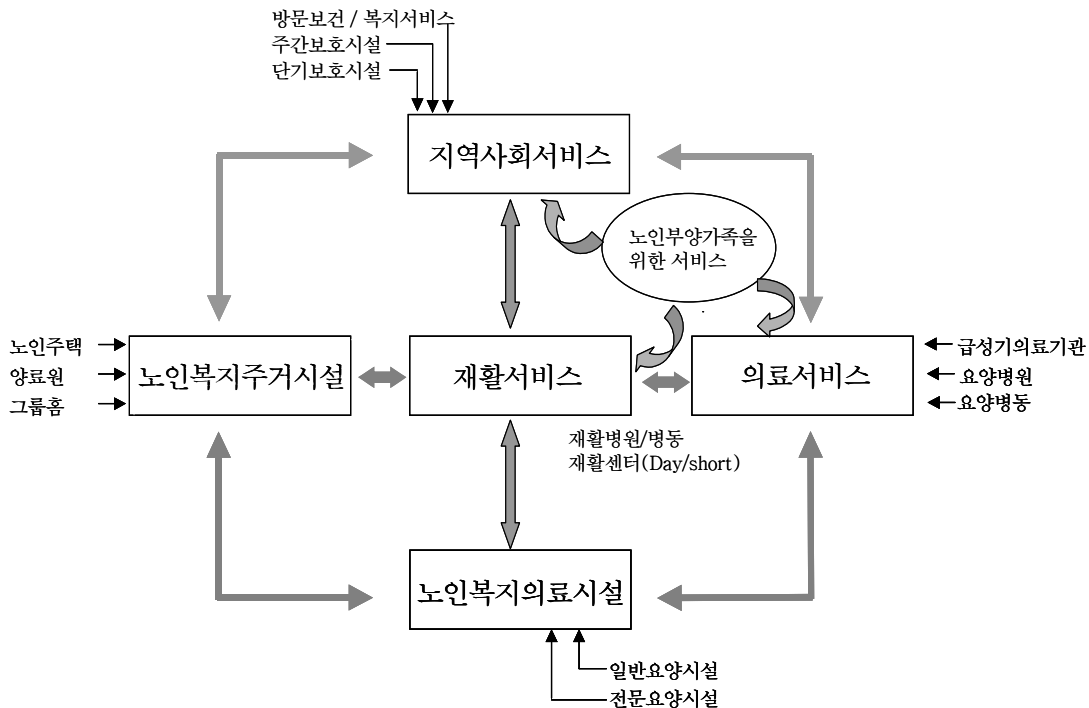 방문보건 / 복지서비스
주간보호시설
단기보호시설
지역사회서비스
노인부양가족을
위한 서비스
노인주택
양료원
그룹홈
노인복지주거시설
재활서비스
의료서비스
급성기의료기관
요양병원
요양병동
재활병원/병동
재활센터(Day/short)
노인복지의료시설
일반요양시설
전문요양시설